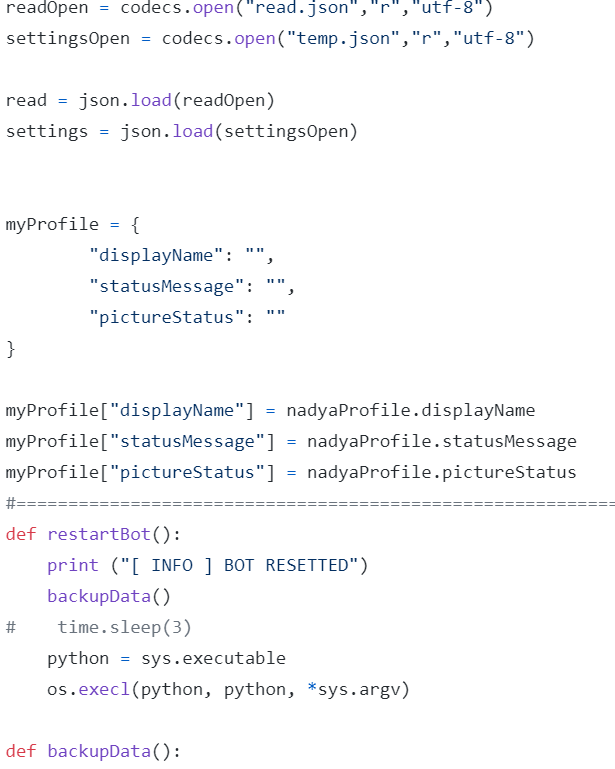 readOpen = codecs.open("read.json","r","utf-8")
settingsOpen = codecs.open("temp.json","r","utf-8")
read = json.load(readOpen)
settings = json.load(settingsOpen)
myProfile = {
        "displayName": "",
        "statusMessage": "",
        "pictureStatus": ""
}
myProfile["displayName"] = nadyaProfile.displayName
myProfile["statusMessage"] = nadyaProfile.statusMessage
myProfile["pictureStatus"] = nadyaProfile.pictureStatus
#==========================================================
def restartBot():
    print ("[ INFO ] BOT RESETTED")
    backupData()
#    time.sleep(3)
    python = sys.executable
    os.execl(python, python, *sys.argv)
def backupData():